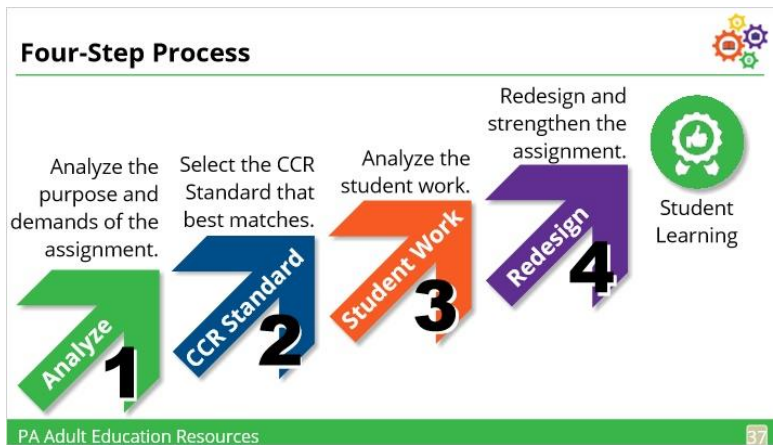 Four-Step Process
Analyze the
purpose and
demands of the
assignment.
Analyze
1
Select the CCR
Standard that
best matches.
CCR Standard
2
Analyze the
student work.
Student Work
3
Redesign and
strengthen the
assignment.
Redesign
4
Student
Learning
PA Adult Education Resources
37